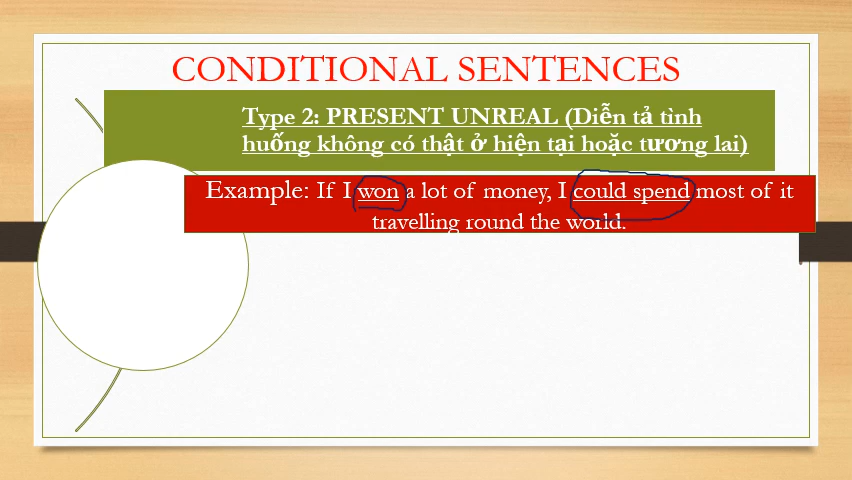 CONDITIONAL SENTENCES
Type 2: PRESENT UNREAL (Diễn tả tình
huống không có thật ở hiện tại hoặc tương lai)
Example: If I won a lot of money, I could spend most of it
travelling round the world.